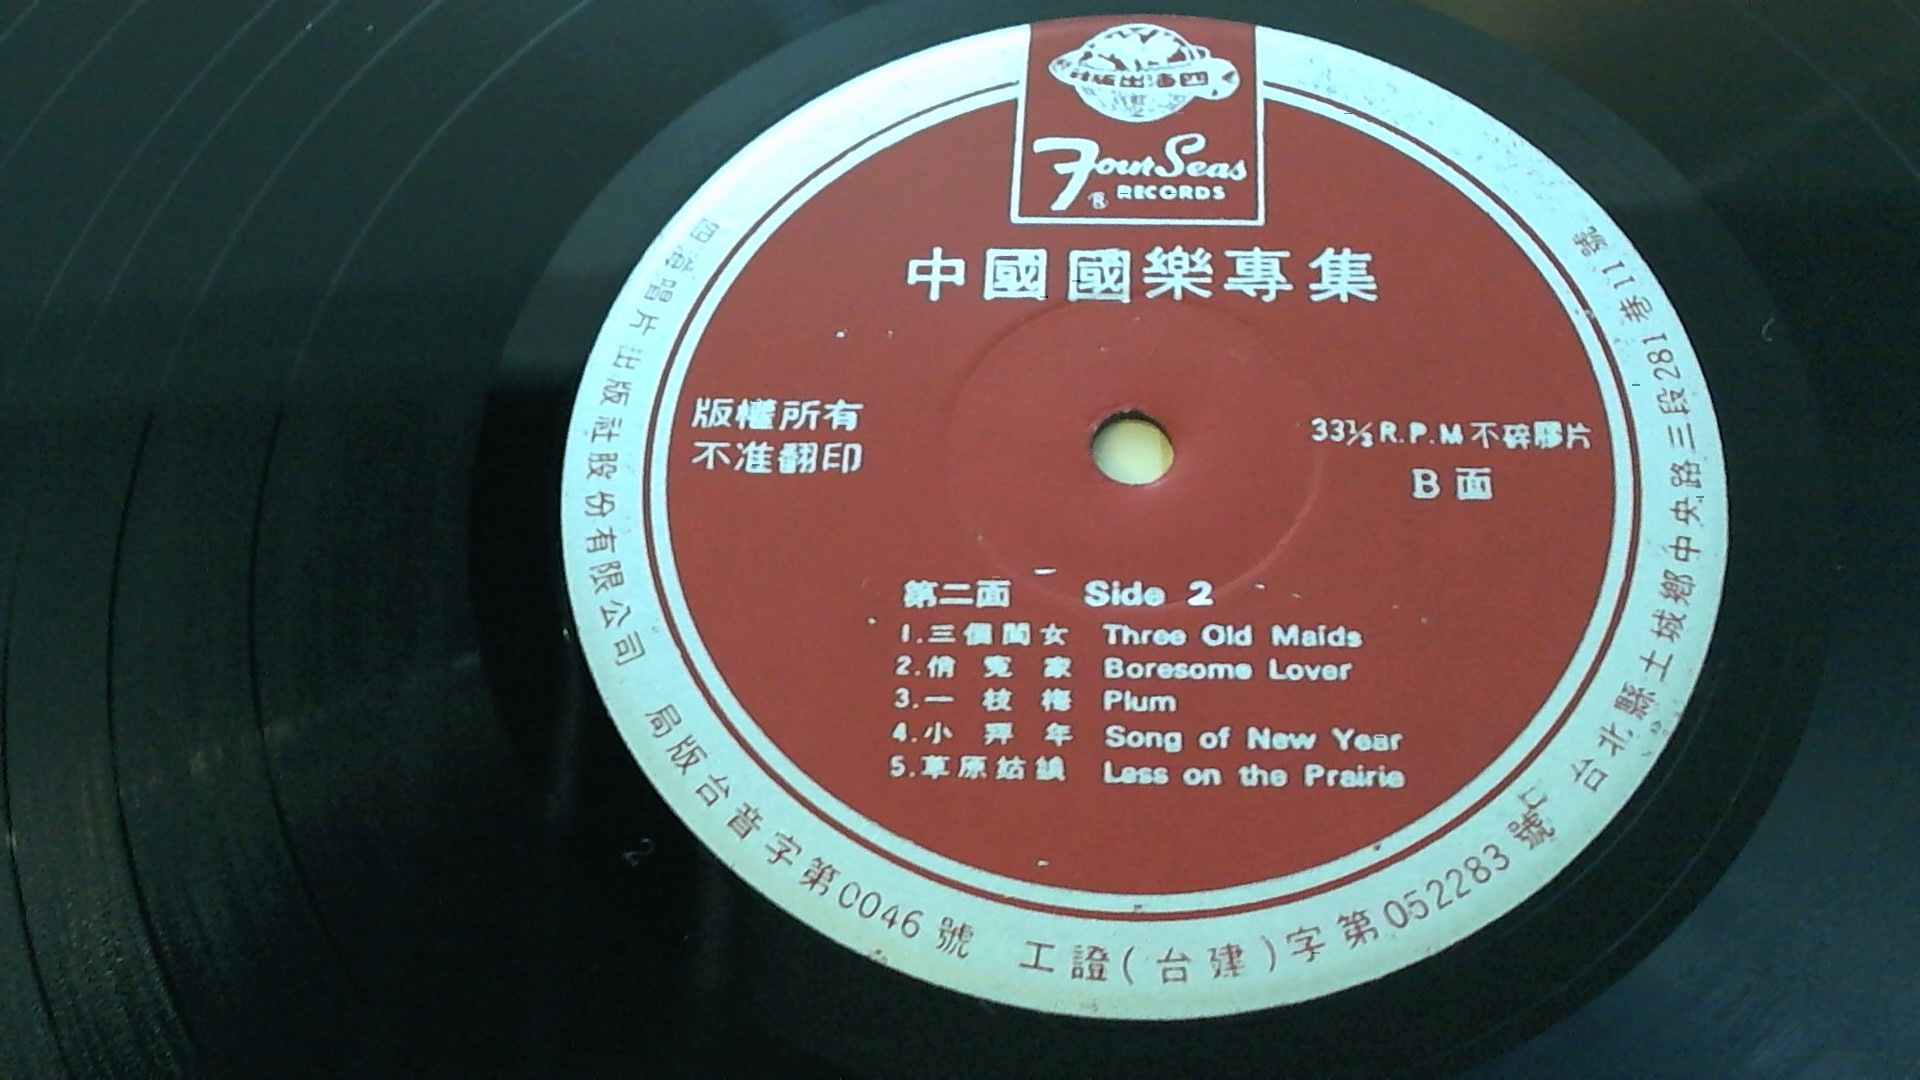 四海出版社
Four Seas
® RECORDS
中國國樂專集
版權所有
不准翻印
33⅓ R.P.M 不碎膠片
B 面
第二面 Side 2
1.三個閨女 Three Old Maids
2.俏冤家 Boresome Lover
3.一枝梅 Plum
4.小拜年 Song of New Year
5.草原姑娘 Lass on the Prairie
四海唱片出版社股份有限公司 局版台音字第0046號 工證(台建)字第052283號 台北縣土城鄉中央路三段281巷11號
2